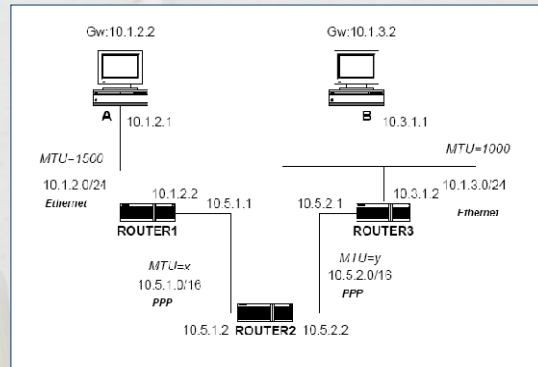 Gw:10.1.2.2
Gw:10.1.3.2
A
B
10.1.2.1
10.3.1.1
MTU=1500
MTU=1000
10.1.2.0/24
10.1.2.2
10.3.1.2
10.1.3.0/24
Ethernet
10.5.1.1
10.5.2.1
Ethernet
ROUTER1
ROUTER3
MTU=x
MTU=y
10.5.1.0/16
10.5.2.0/16
PPP
PPP
10.5.1.2
ROUTER2
10.5.2.2